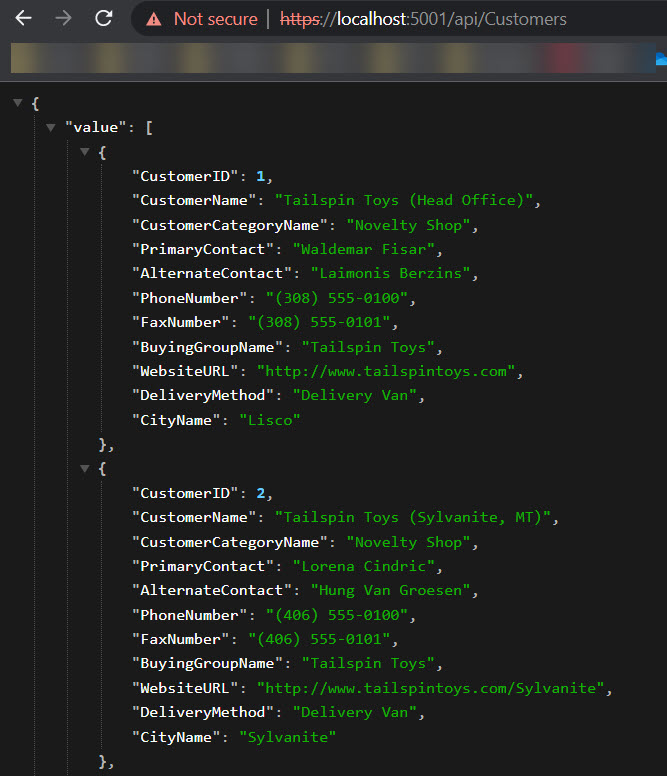 Not secure | https://localhost:5001/api/Customers
{
"value": [
{
"CustomerID": 1,
"CustomerName": "Tailspin Toys (Head Office)",
"CustomerCategoryName": "Novelty Shop",
"PrimaryContact": "Waldemar Fisar",
"AlternateContact": "Laimonis Berzins",
"PhoneNumber": "(308) 555-0100",
"FaxNumber": "(308) 555-0101",
"BuyingGroupName": "Tailspin Toys",
"WebsiteURL": "http://www.tailspintoys.com",
"DeliveryMethod": "Delivery Van",
"CityName": "Lisco"
},
{
"CustomerID": 2,
"CustomerName": "Tailspin Toys (Sylvanite, MT)",
"CustomerCategoryName": "Novelty Shop",
"PrimaryContact": "Lorena Cindric",
"AlternateContact": "Hung Van Groesen",
"PhoneNumber": "(406) 555-0100",
"FaxNumber": "(406) 555-0101",
"BuyingGroupName": "Tailspin Toys",
"WebsiteURL": "http://www.tailspintoys.com/Sylvanite",
"DeliveryMethod": "Delivery Van",
"CityName": "Sylvanite"
},